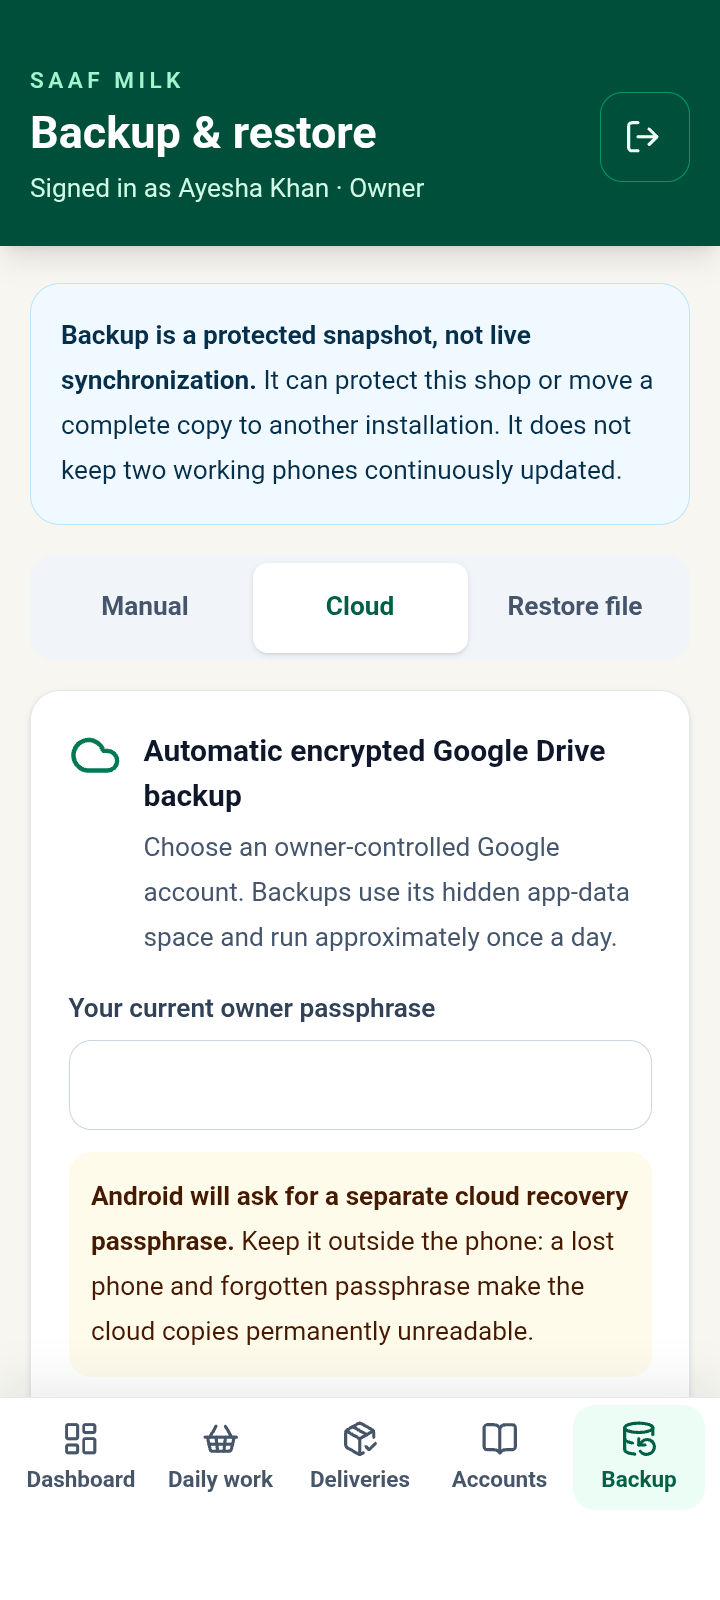 SAAF MILK
Backup & restore
Signed in as Ayesha Khan · Owner
Backup is a protected snapshot, not live
synchronization. It can protect this shop or move a
complete copy to another installation. It does not
keep two working phones continuously updated.
Manual
Cloud
Restore file
Automatic encrypted Google Drive
backup
Choose an owner-controlled Google
account. Backups use its hidden app-data
space and run approximately once a day.
Your current owner passphrase
Android will ask for a separate cloud recovery
passphrase. Keep it outside the phone: a lost
phone and forgotten passphrase make the
cloud copies permanently unreadable.
Dashboard
Daily work
Deliveries
Accounts
Backup